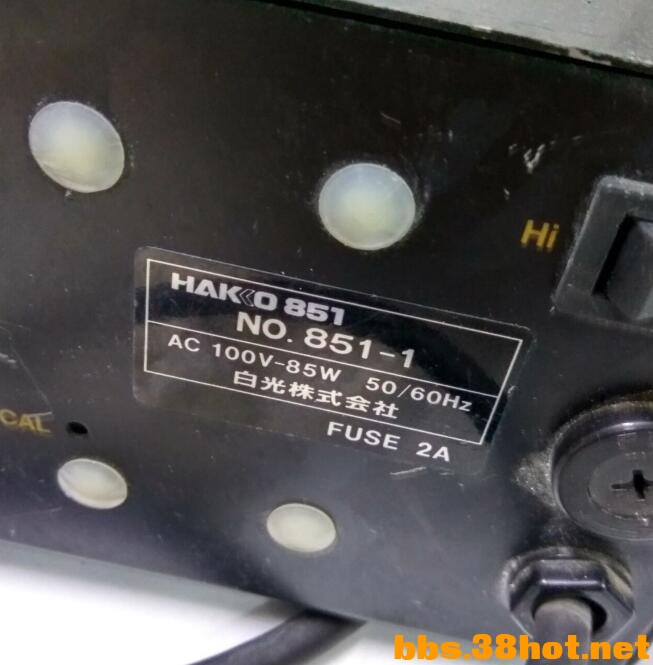 Hi
HAKKO 851
NO. 851-1
AC 100V-85W 50/60Hz
白光株式会社
FUSE 2A
CAL
bbs.38hot.net